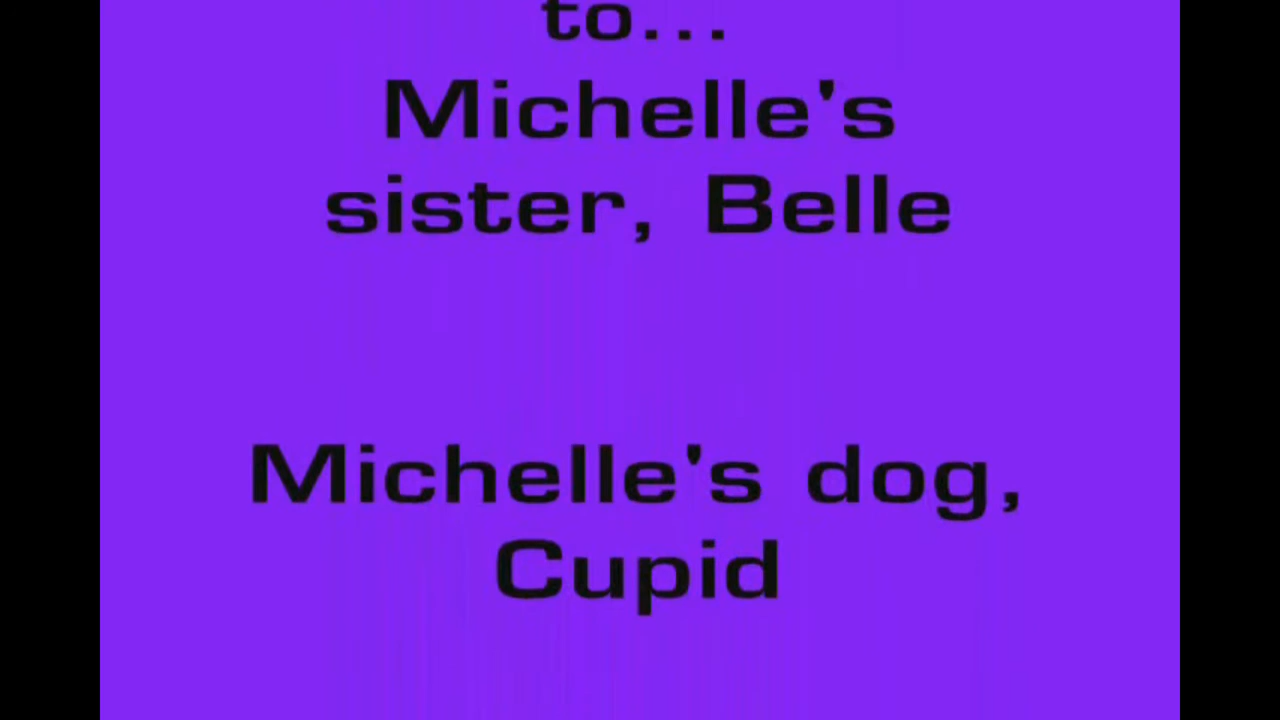 to...
Michelle's
sister, Belle
Michelle's dog,
Cupid